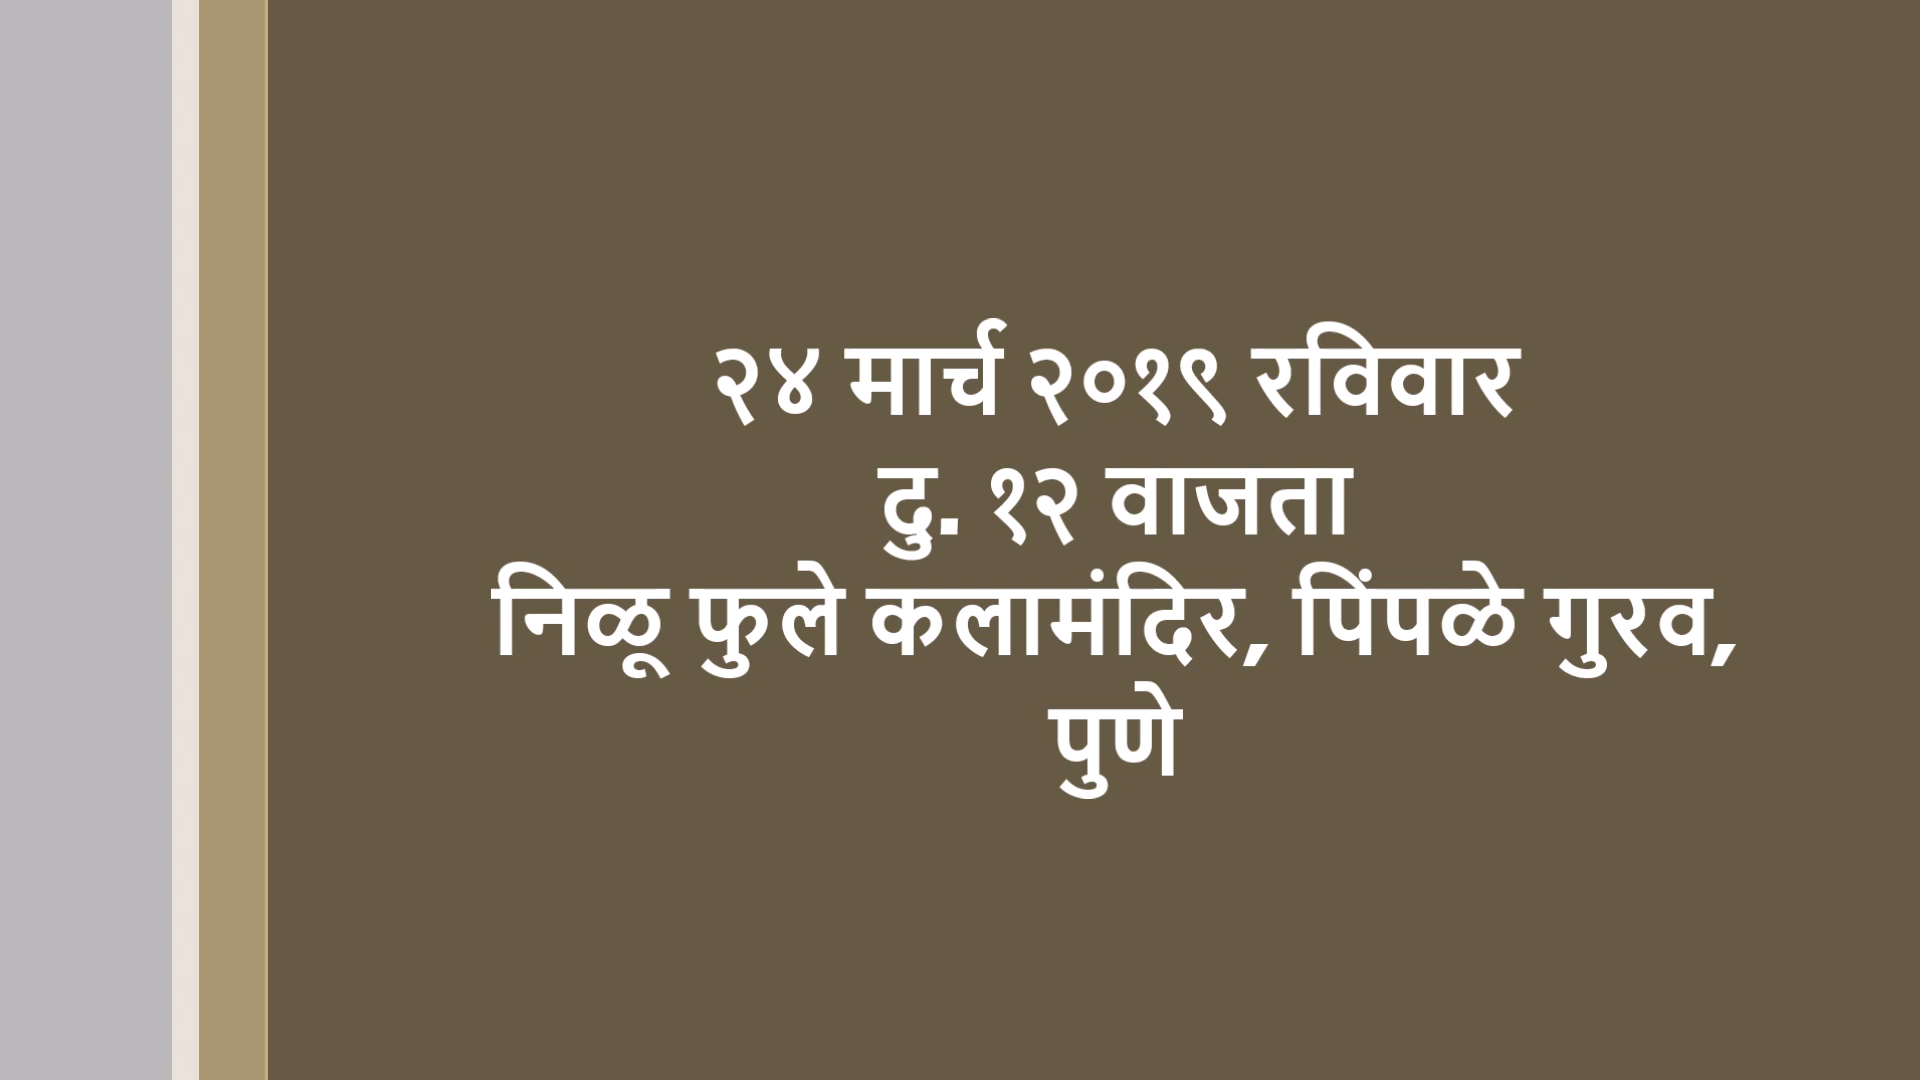 २४ मार्च २०१९ रविवार
दु. १२ वाजता
निळू फुले कलामंदिर, पिंपळे गुरव,
पुणे